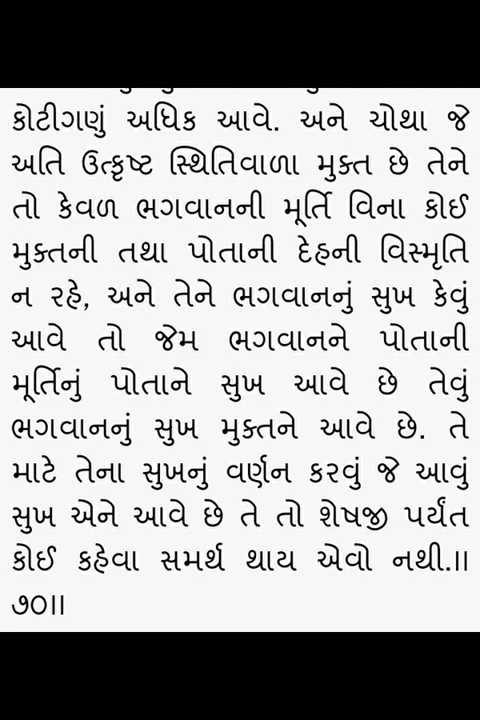 કોટીગણું અધિક આવે. અને ચોથા જે
અતિ ઉત્કૃષ્ટ સ્થિતિવાળા મુક્ત છે તેને
તો કેવળ ભગવાનની મૂર્તિ વિના કોઈ
મુક્તની તથા પોતાની દેહની વિસ્મૃતિ
ન રહે, અને તેને ભગવાનનું સુખ કેવું
આવે તો જેમ ભગવાનને પોતાની
મૂર્તિનું પોતાને સુખ આવે છે તેવું
ભગવાનનું સુખ મુક્તને આવે છે. તે
માટે તેના સુખનું વર્ણન કરવું જે આવું
સુખ એને આવે છે તે તો શેષજી પર્યંત
કોઈ કહેવા સમર્થ થાય એવો નથી.॥
૭૦॥